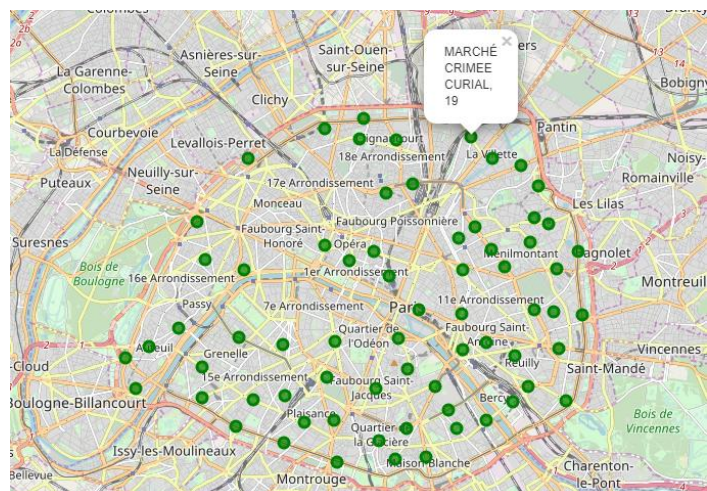 Colombes
Drancy
Asnières-sur-
Seine
Saint-Ouen-
sur-Seine
MARCHÉ
CRIMEE
CURIAL,
19
×
13
14
La Garenne-
Colombes
Bobigny
Clichy
Courbevoie
Pantin
La Défense
Levallois-Perret
18e Arrondissement
La Villette
Noisy-
Romainville
Puteaux
Neuilly-sur-
Seine
17e Arrondissement
Monceau
Les Lilas
Faubourg Poissonnière
Faubourg Saint-
Honoré
Opéra
Suresnes
Ménilmontant
Bagnolet
Bois de
Boulogne
16e Arrondissement
1er Arrondissement
Montreuil
Passy
7e Arrondissement
Paris
11e Arrondissement
Quartier de
l'Odéon
Faubourg Saint-
Antoine
Auteuil
Grenelle
Reuilly
Vincennes
-Cloud
15e Arrondissement
Faubourg Saint-
Jacques
Saint-Mandé
Boulogne-Billancourt
Bercy
Plaisance
Bois de
Vincennes
Quartier
la Glacière
Issy-les-Moulineaux
Maison-Blanche
Bellevue
Montrouge
Charenton-
le-Pont